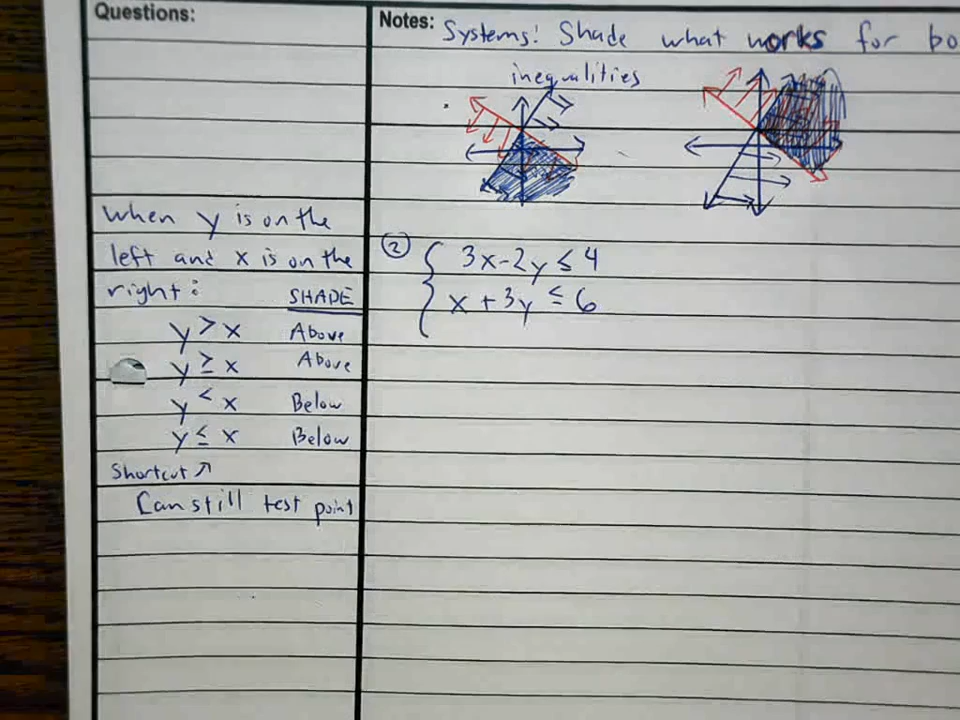 Questions:
Notes: Systems: Shade what works for bo
inequalities
when y is on the
left and x is on the
right: SHADE
y > x Above
y ≥ x Above
y < x Below
y ≤ x Below
Shortcut ↗
Can still test point
② { 3x-2y ≤ 4
x + 3y ≤ 6